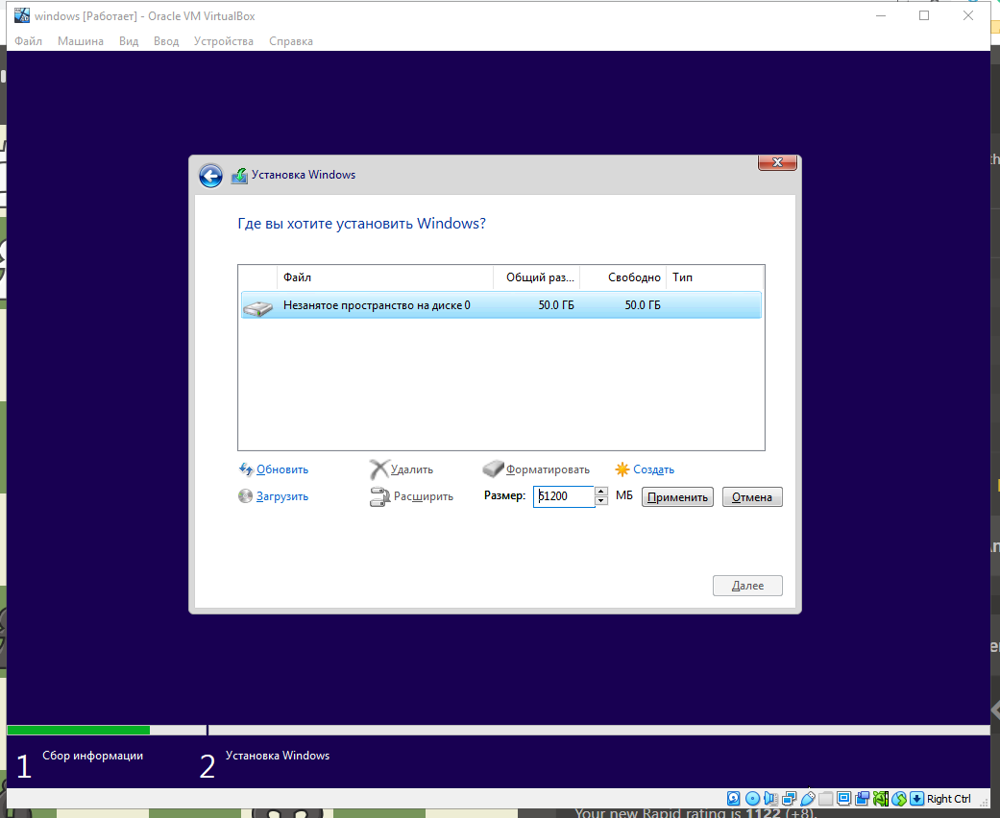 windows [Работает] - Oracle VM VirtualBox
Файл Машина Вид Ввод Устройства Справка
Установка Windows
Где вы хотите установить Windows?
Файл Общий раз... Свободно Тип
Незанятое пространство на диске 0 50.0 ГБ 50.0 ГБ
Обновить Удалить Форматировать Создать
Загрузить Расширить Размер: 51200 МБ Применить Отмена
Далее
1 Сбор информации 2 Установка Windows
Right Ctrl
Your new Rapid rating is 1122 (+8).